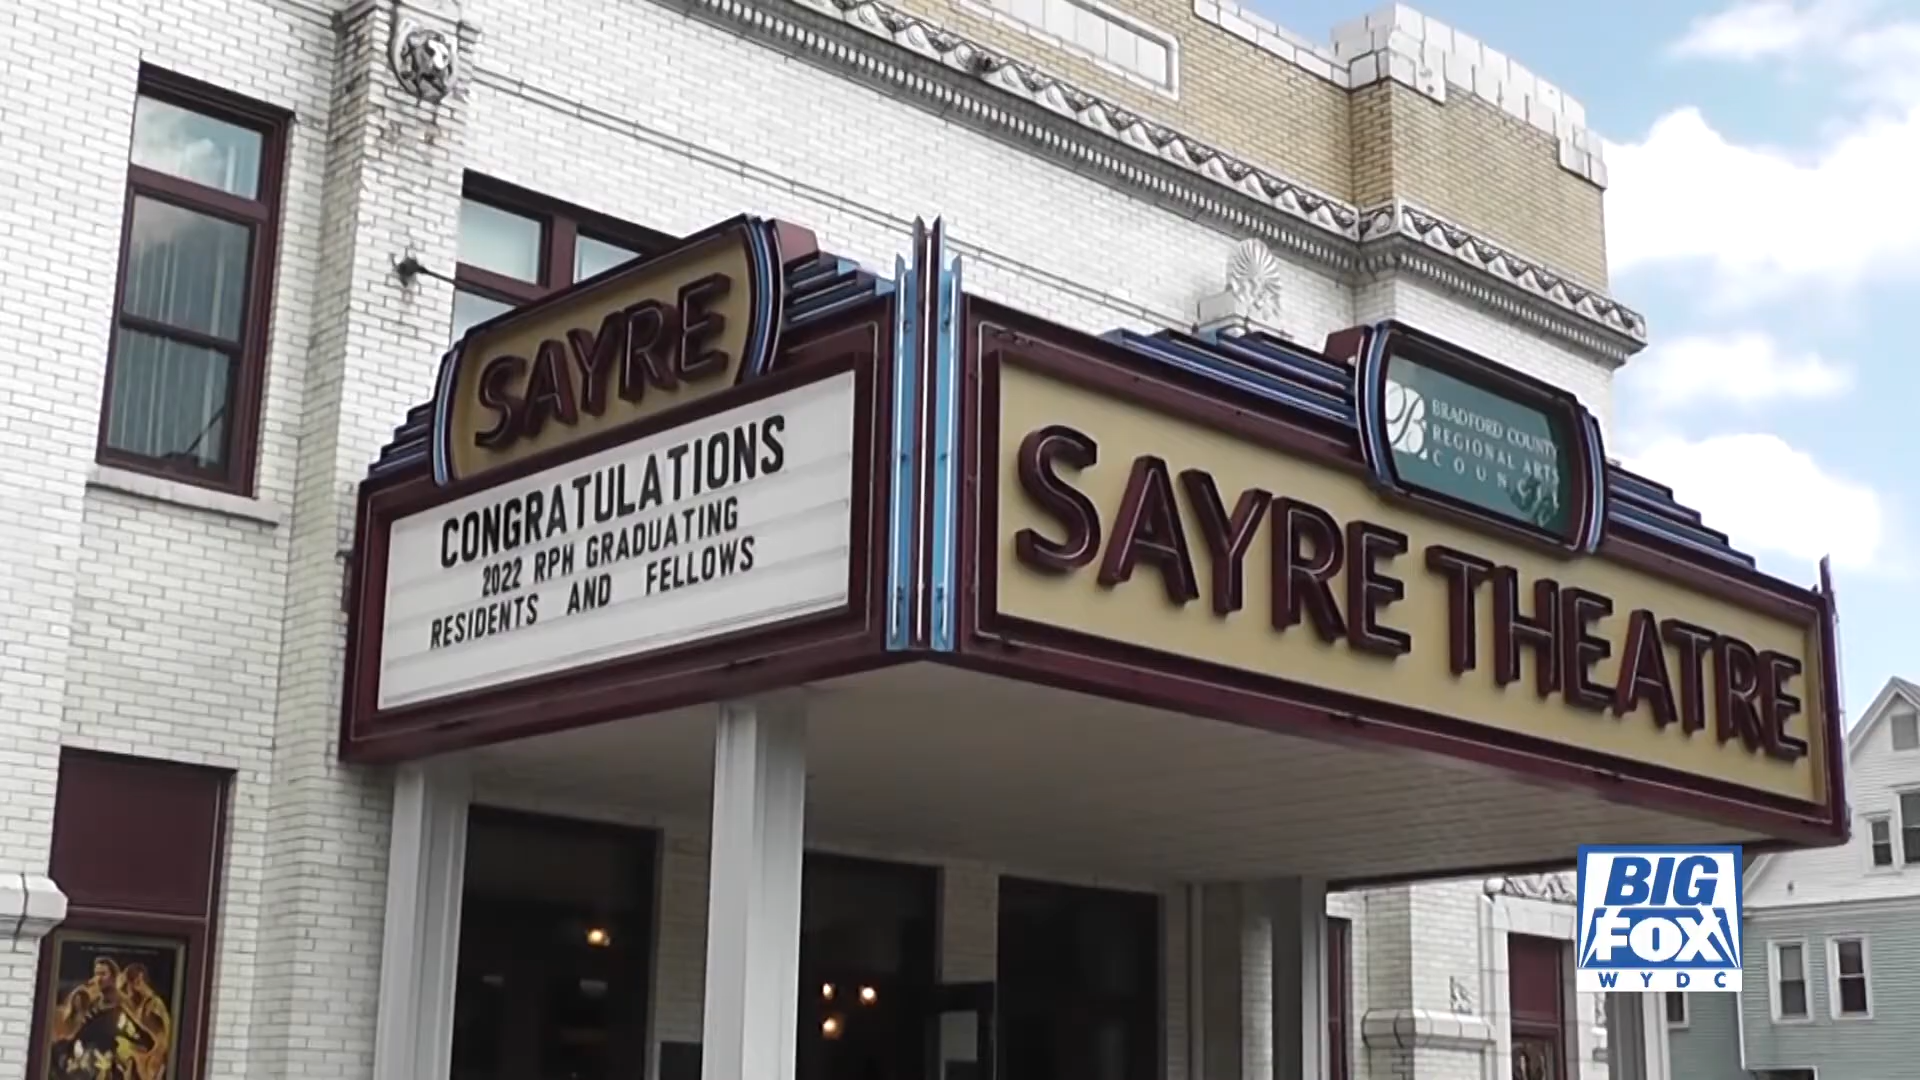 SAYRE
CONGRATULATIONS
2022 RPH GRADUATING
RESIDENTS AND FELLOWS
BRADFORD COUNTY
REGIONAL ARTS
COUNCIL
SAYRE THEATRE
BIG
FOX
WYDC